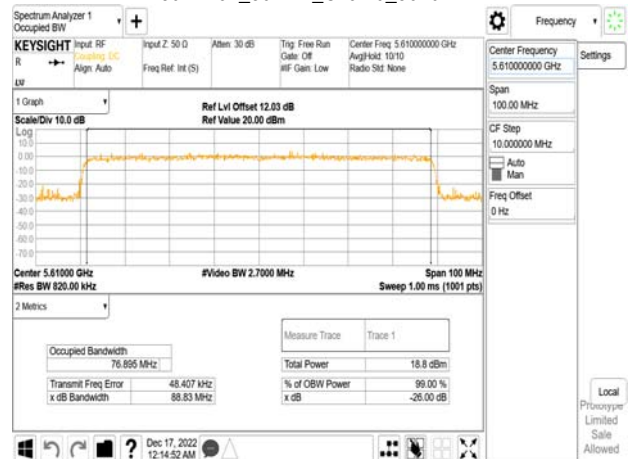 Spectrum Analyzer 1
Occupied BW
Frequency
KEYSIGHT
Input: RF
Coupling: DC
Align: Auto
Input Z: 50 Ω
Freq Ref: Int (S)
Atten: 30 dB
Trig: Free Run
Gate: Off
#IF Gain: Low
Center Freq: 5.610000000 GHz
Avg|Hold: 10/10
Radio Std: None
R
LW
Center Frequency
5.610000000 GHz
Settings
Span
100.00 MHz
CF Step
10.000000 MHz
Auto
Man
Freq Offset
0 Hz
1 Graph
Scale/Div 10.0 dB
Ref Lvl Offset 12.03 dB
Ref Value 20.00 dBm
Log
10.0
0.00
-10.0
-20.0
-30.0
-40.0
-50.0
-60.0
-70.0
Center 5.61000 GHz
#Video BW 2.7000 MHz
Span 100 MHz
#Res BW 820.00 kHz
Sweep 1.00 ms (1001 pts)
2 Metrics
Measure Trace
Trace 1
Occupied Bandwidth
76.895 MHz
Total Power
18.8 dBm
Transmit Freq Error
48.407 kHz
% of OBW Power
99.00 %
x dB Bandwidth
88.83 MHz
x dB
-26.00 dB
Local
Prototype
Limited
Sale
Allowed
?
Dec 17, 2022
12:14:52 AM